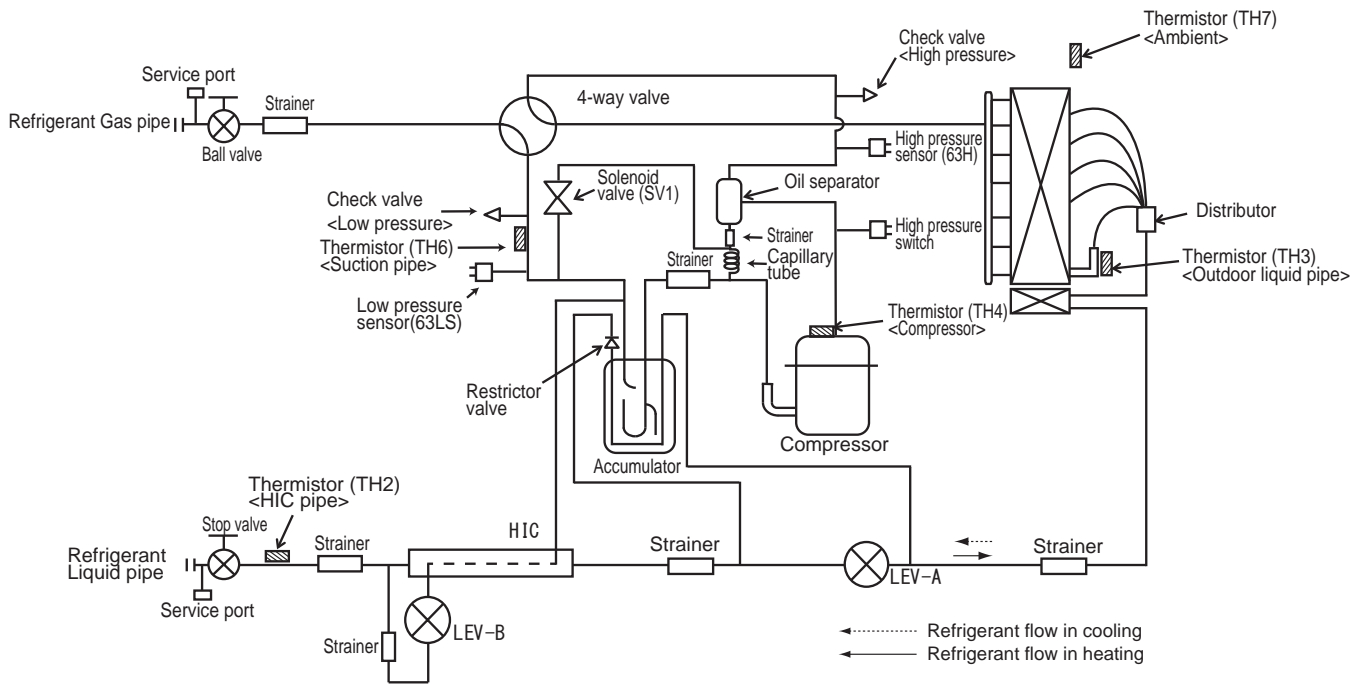 Thermistor (TH7)
<Ambient>
Check valve
<High pressure>
Service port
Strainer
4-way valve
Refrigerant Gas pipe
Ball valve
High pressure
sensor (63H)
Solenoid
valve (SV1)
Oil separator
Check valve
<Low pressure>
Thermistor (TH6)
<Suction pipe>
Distributor
High pressure
switch
Strainer
Capillary
tube
Strainer
Thermistor (TH3)
<Outdoor liquid pipe>
Low pressure
sensor(63LS)
Thermistor (TH4)
<Compressor>
Restrictor
valve
Compressor
Accumulator
Thermistor (TH2)
<HIC pipe>
Stop valve
HIC
Strainer
Strainer
Strainer
Refrigerant
Liquid pipe
LEV-A
Service port
LEV-B
Strainer
Refrigerant flow in cooling
Refrigerant flow in heating